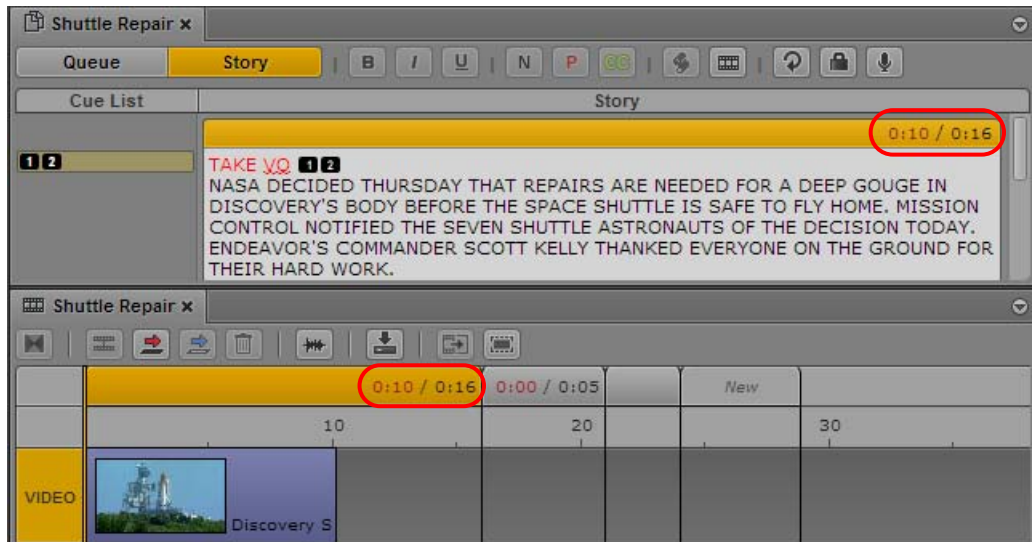 Shuttle Repair ×
Queue Story B I U N P CC
Cue List Story
0:10 / 0:16
1 2 TAKE VO 1 2
NASA DECIDED THURSDAY THAT REPAIRS ARE NEEDED FOR A DEEP GOUGE IN
DISCOVERY'S BODY BEFORE THE SPACE SHUTTLE IS SAFE TO FLY HOME. MISSION
CONTROL NOTIFIED THE SEVEN SHUTTLE ASTRONAUTS OF THE DECISION TODAY.
ENDEAVOR'S COMMANDER SCOTT KELLY THANKED EVERYONE ON THE GROUND FOR
THEIR HARD WORK.
Shuttle Repair ×
0:10 / 0:16 0:00 / 0:05 New
10 20 30
VIDEO
Discovery S